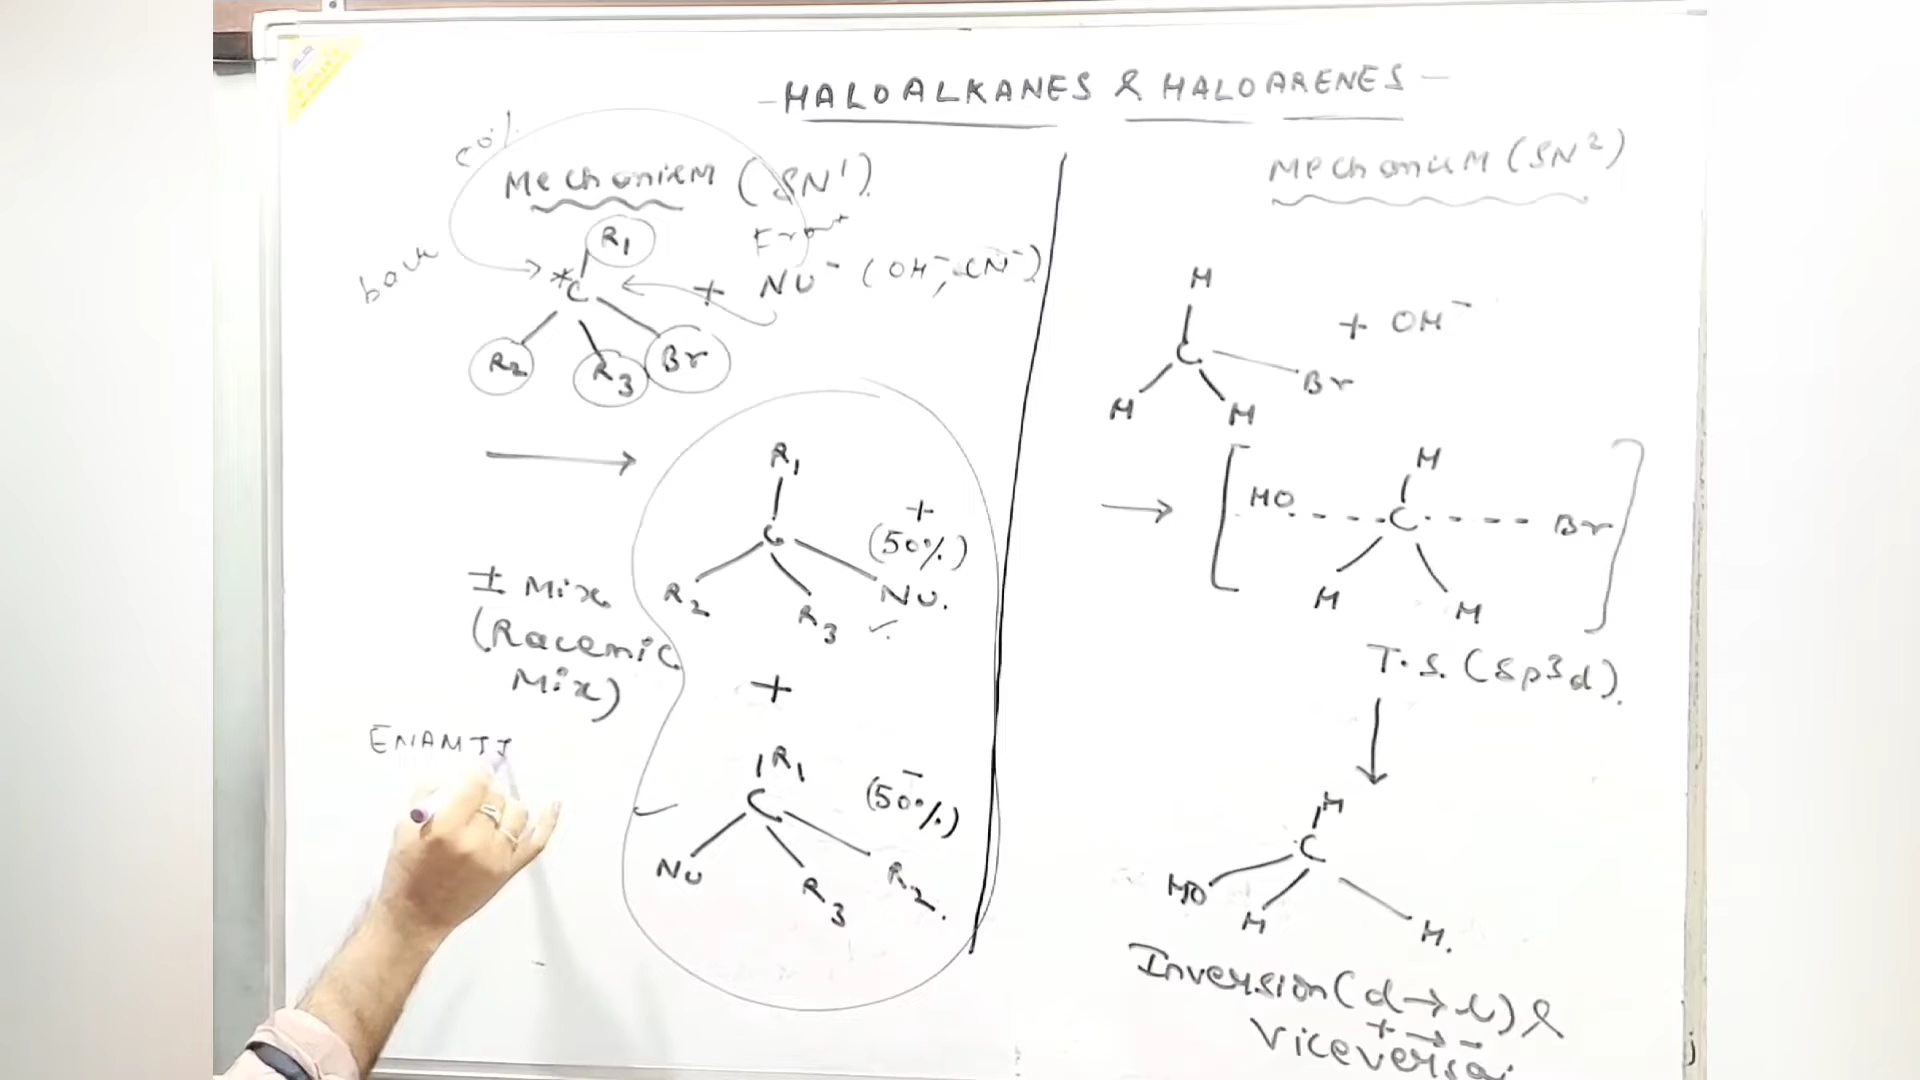 - HALOALKANES & HALOARENES -
Mechanism (SN1)
back
Front
R1
*C
+ NU- (OH-, CN-)
R2
R3
Br
R1
C
R2
R3
NU.
+
(50%)
± Mix
(Racemic
Mix)
+
ENAMTI
R1
C
NU
R3
R2.
-
(50%)
Mechanism (SN2)
H
C
H
H
Br
+ OH-
HO
H
C
Br
H
H
T.S. (sp3d).
H
C
HO
H
H.
Inversion (d → l) &
+ → -
Viceversa